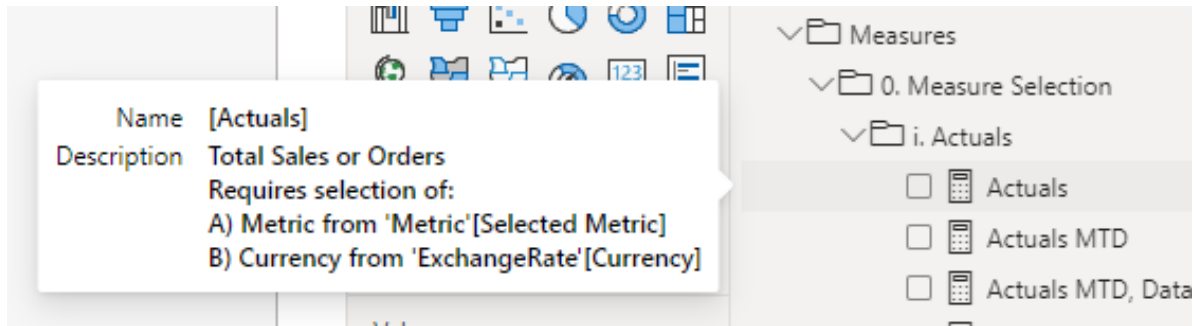 123
Measures
0. Measure Selection
i. Actuals
Actuals
Actuals MTD
Actuals MTD, Data
Name [Actuals]
Description Total Sales or Orders
Requires selection of:
A) Metric from 'Metric'[Selected Metric]
B) Currency from 'ExchangeRate'[Currency]